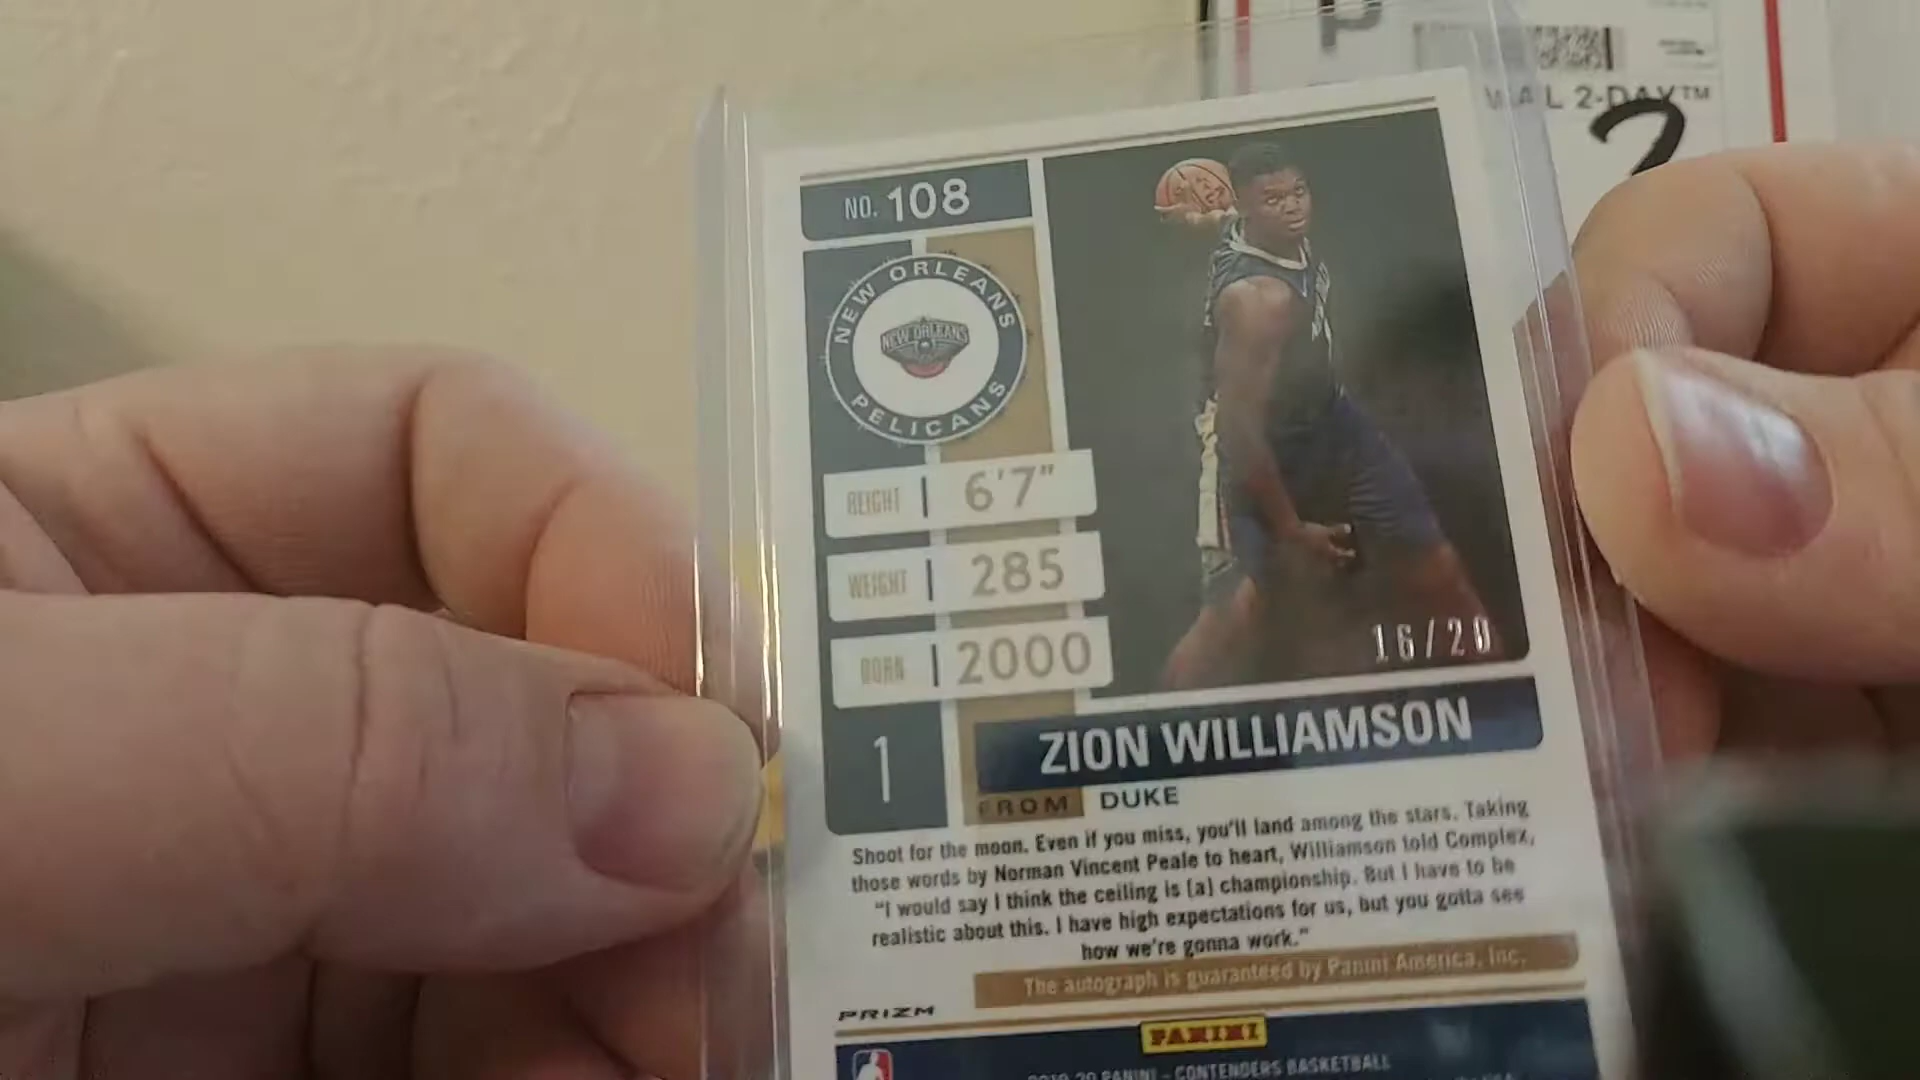 L 2-DAY™
2
NO. 108
NEW ORLEANS
NEW ORLEANS
PELICANS
HEIGHT 6'7"
WEIGHT 285
BORN 2000
16/20
1
ZION WILLIAMSON
FROM DUKE
Shoot for the moon. Even if you miss, you'll land among the stars. Taking
those words by Norman Vincent Peale to heart, Williamson told Complex,
"I would say I think the ceiling is [a] championship. But I have to be
realistic about this. I have high expectations for us, but you gotta see
how we're gonna work."
The autograph is guaranteed by Panini America, Inc.
PRIZM
PANINI
2019-20 PANINI - CONTENDERS BASKETBALL